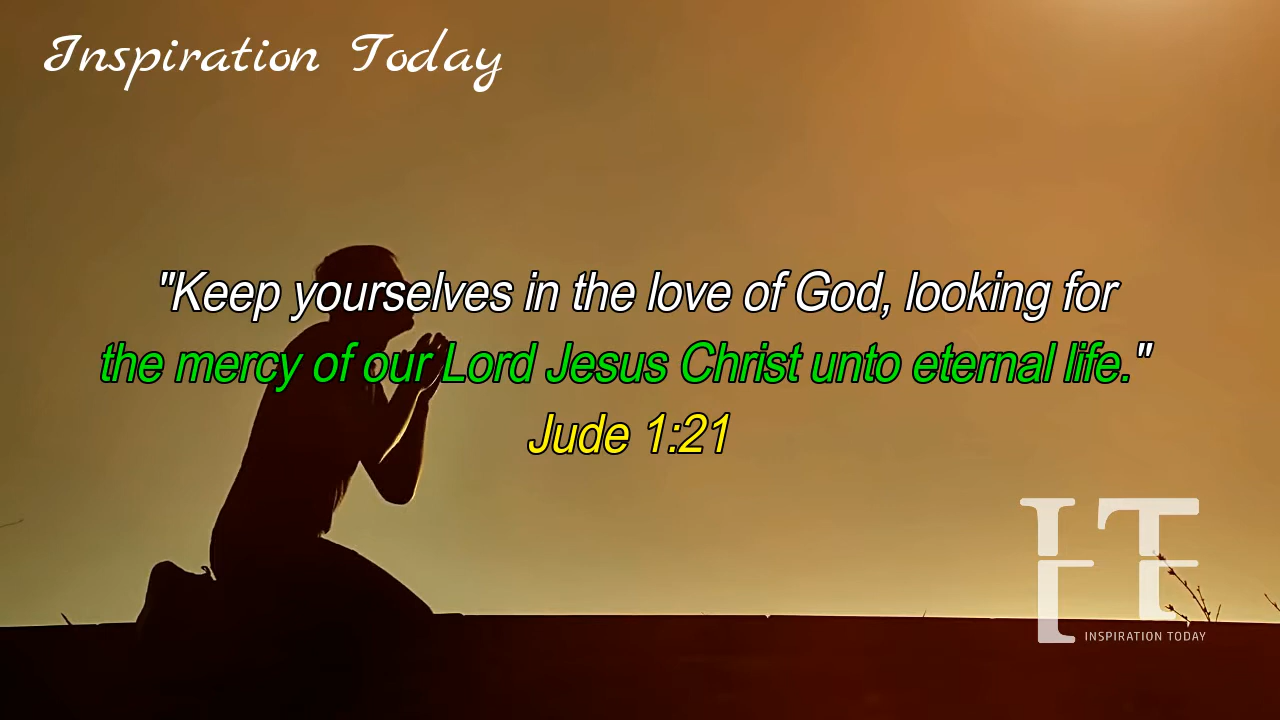 Inspiration Today
"Keep yourselves in the love of God, looking for
the mercy of our Lord Jesus Christ unto eternal life."
Jude 1:21
INSPIRATION TODAY